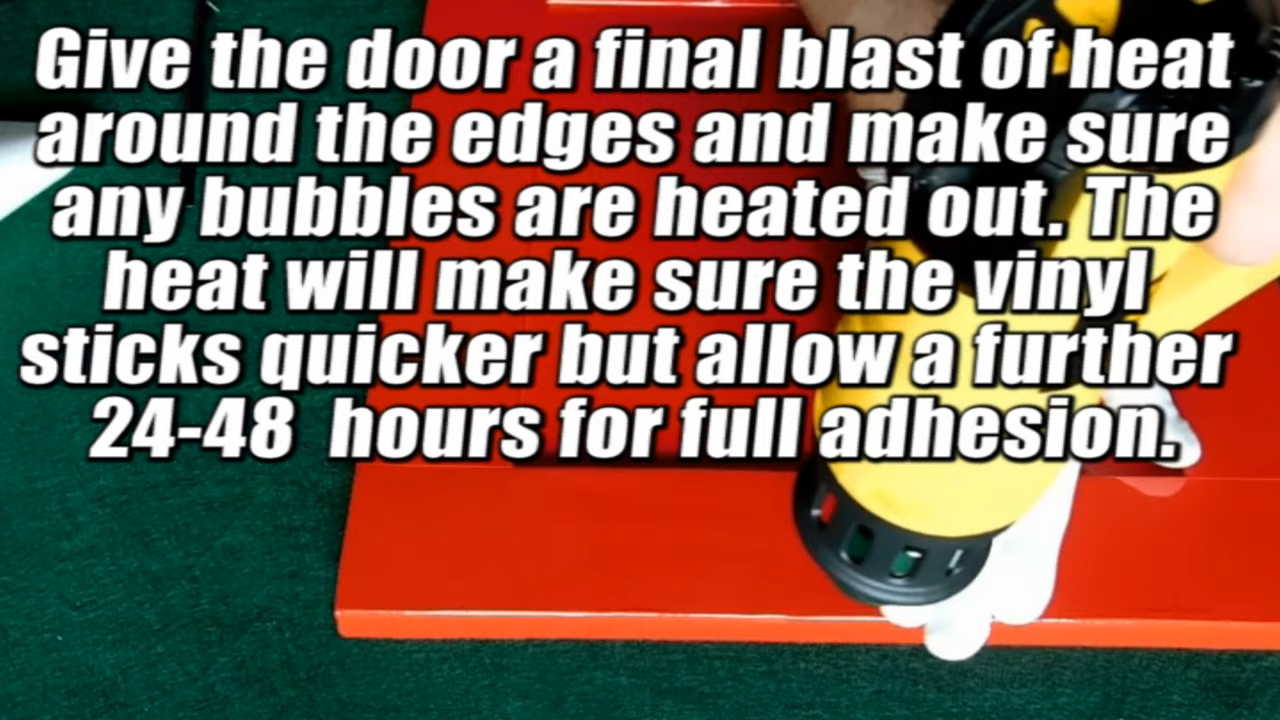 Give the door a final blast of heat
around the edges and make sure
any bubbles are heated out. The
heat will make sure the vinyl
sticks quicker but allow a further
24-48 hours for full adhesion.